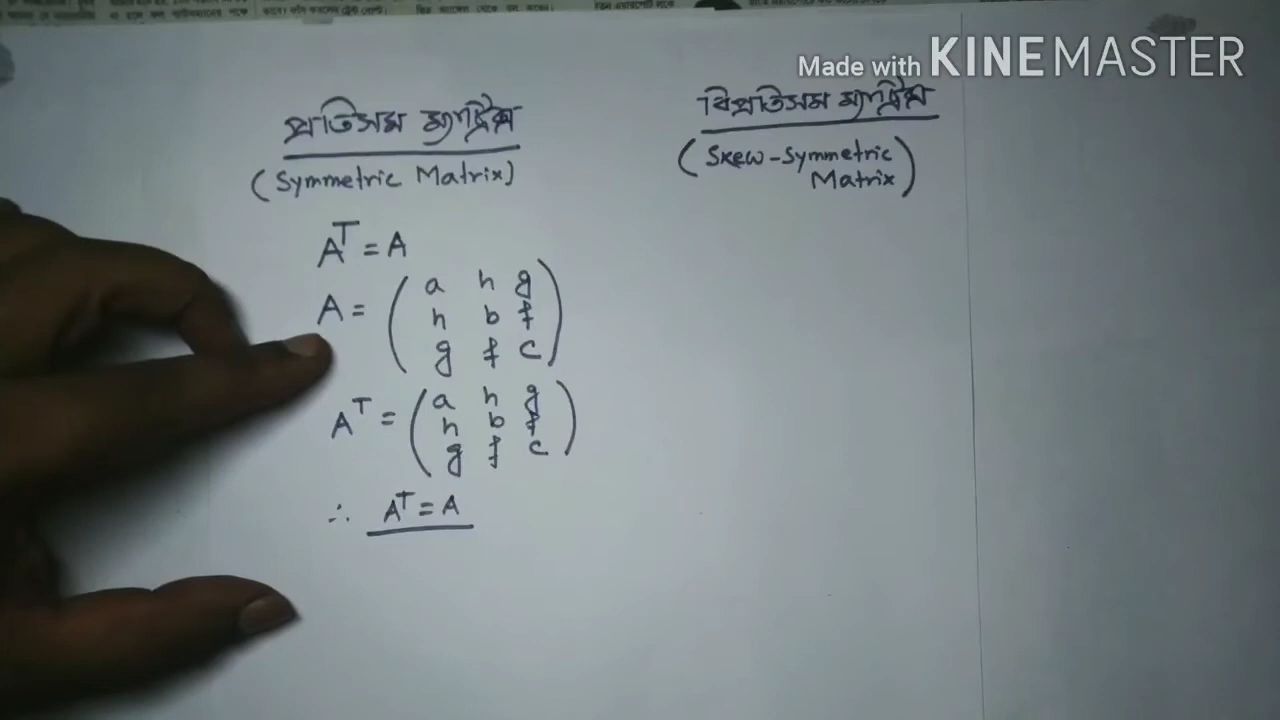 Made with KINEMASTER
প্রতিসম ম্যাট্রিক্স
(Symmetric Matrix)
A^T = A
A = ( a h g
h b f
g f c )
A^T = ( a h g
h b f
g f c )
∴ A^T = A
বিপ্রতিসম ম্যাট্রিক্স
(Skew-Symmetric
Matrix)